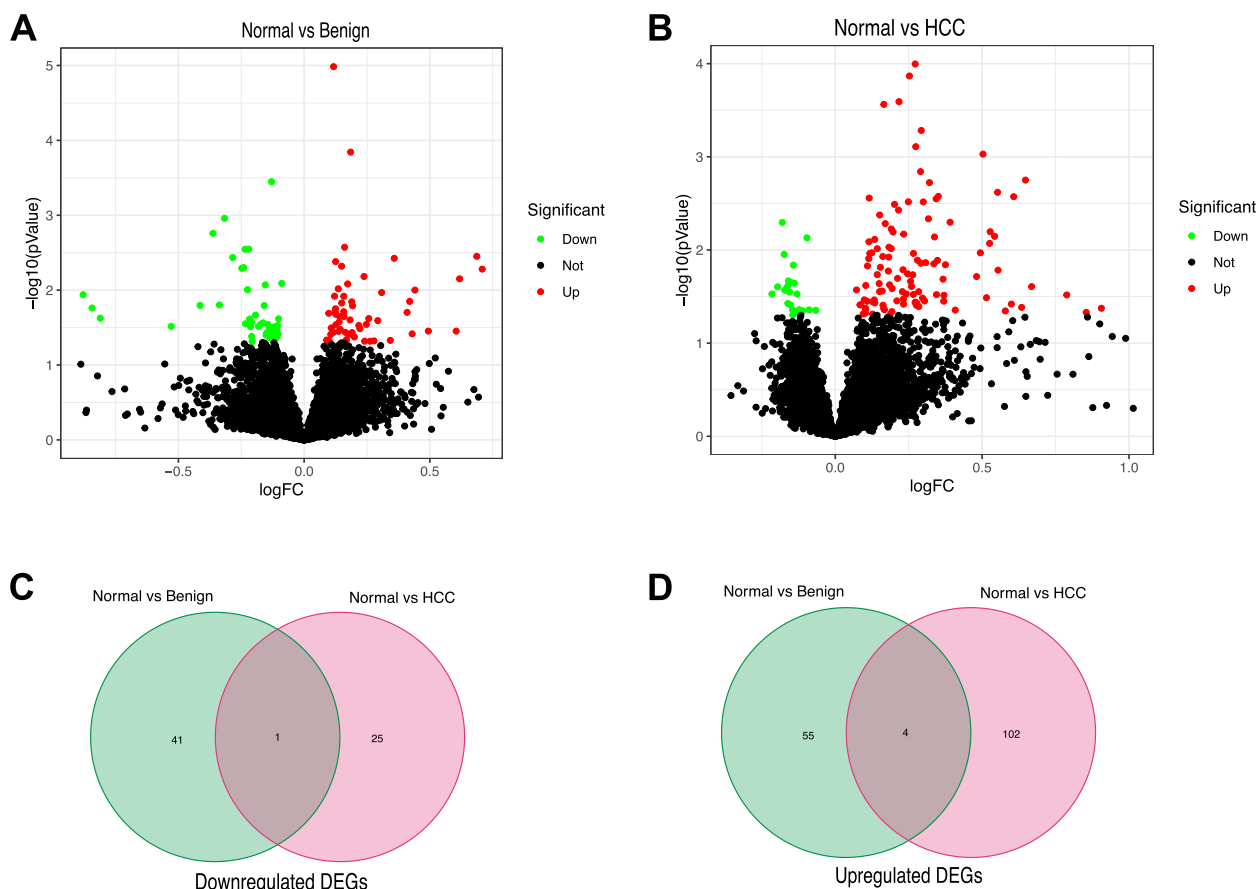 A
Normal vs Benign
5
4
3
2
1
0
−log10(pValue)
−0.5
0.0
0.5
logFC
Significant
Down
Not
Up
B
Normal vs HCC
4
3
2
1
0
−log10(pValue)
0.0
0.5
1.0
logFC
Significant
Down
Not
Up
C
Normal vs Benign
Normal vs HCC
41
1
25
Downregulated DEGs
D
Normal vs Benign
Normal vs HCC
55
4
102
Upregulated DEGs